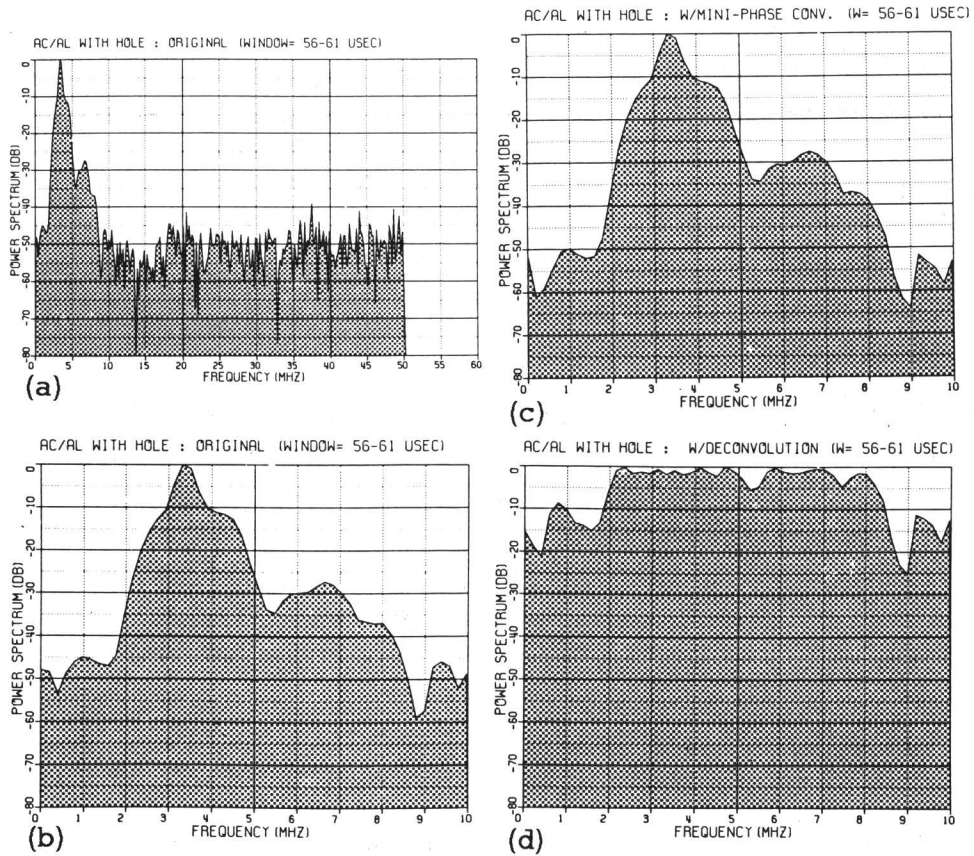 AC/AL WITH HOLE : ORIGINAL (WINDOW= 56-61 USEC)
POWER SPECTRUM (DB)
0
-10
-20
-30
-40
-50
-60
-70
-80
0 5 10 15 20 25 30 35 40 45 50 55 60
FREQUENCY (MHZ)
(a)
AC/AL WITH HOLE : ORIGINAL (WINDOW= 56-61 USEC)
POWER SPECTRUM (DB)
0
-10
-20
-30
-40
-50
-60
-70
-80
0 1 2 3 4 5 6 7 8 9 10
FREQUENCY (MHZ)
(b)
AC/AL WITH HOLE : W/MINI-PHASE CONV. (W= 56-61 USEC)
POWER SPECTRUM (DB)
0
-10
-20
-30
-40
-50
-60
-70
-80
0 1 2 3 4 5 6 7 8 9 10
FREQUENCY (MHZ)
(c)
AC/AL WITH HOLE : W/DECONVOLUTION (W= 56-61 USEC)
POWER SPECTRUM (DB)
0
-10
-20
-30
-40
-50
-60
-70
-80
0 1 2 3 4 5 6 7 8 9 10
FREQUENCY (MHZ)
(d)